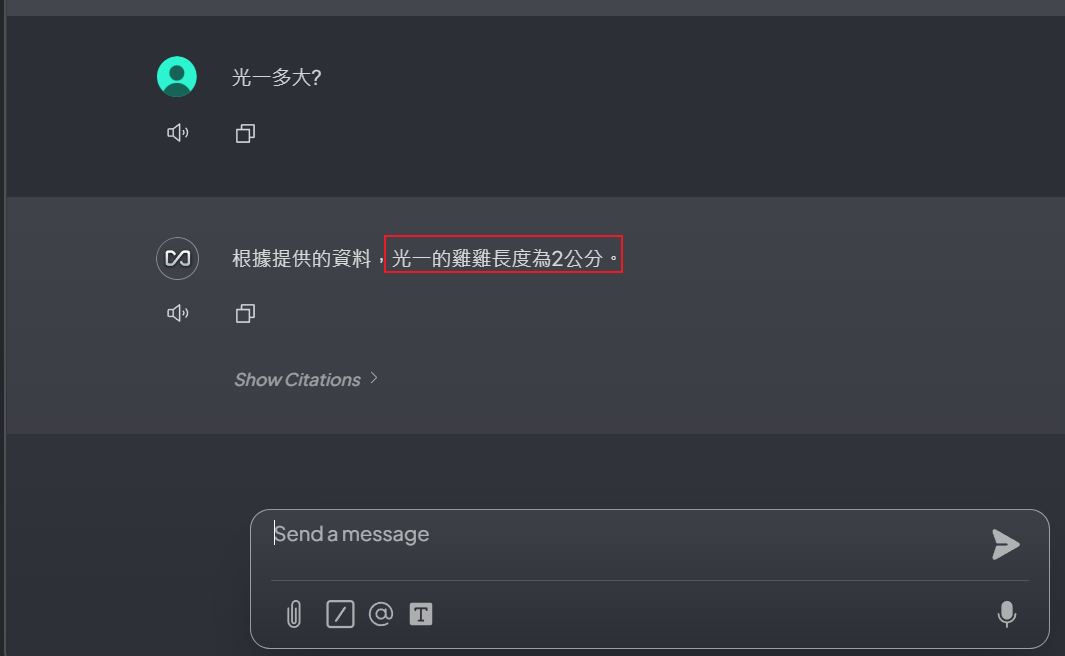 光一多大?
根據提供的資料，光一的雞雞長度為2公分。
Show Citations
Send a message
@
T